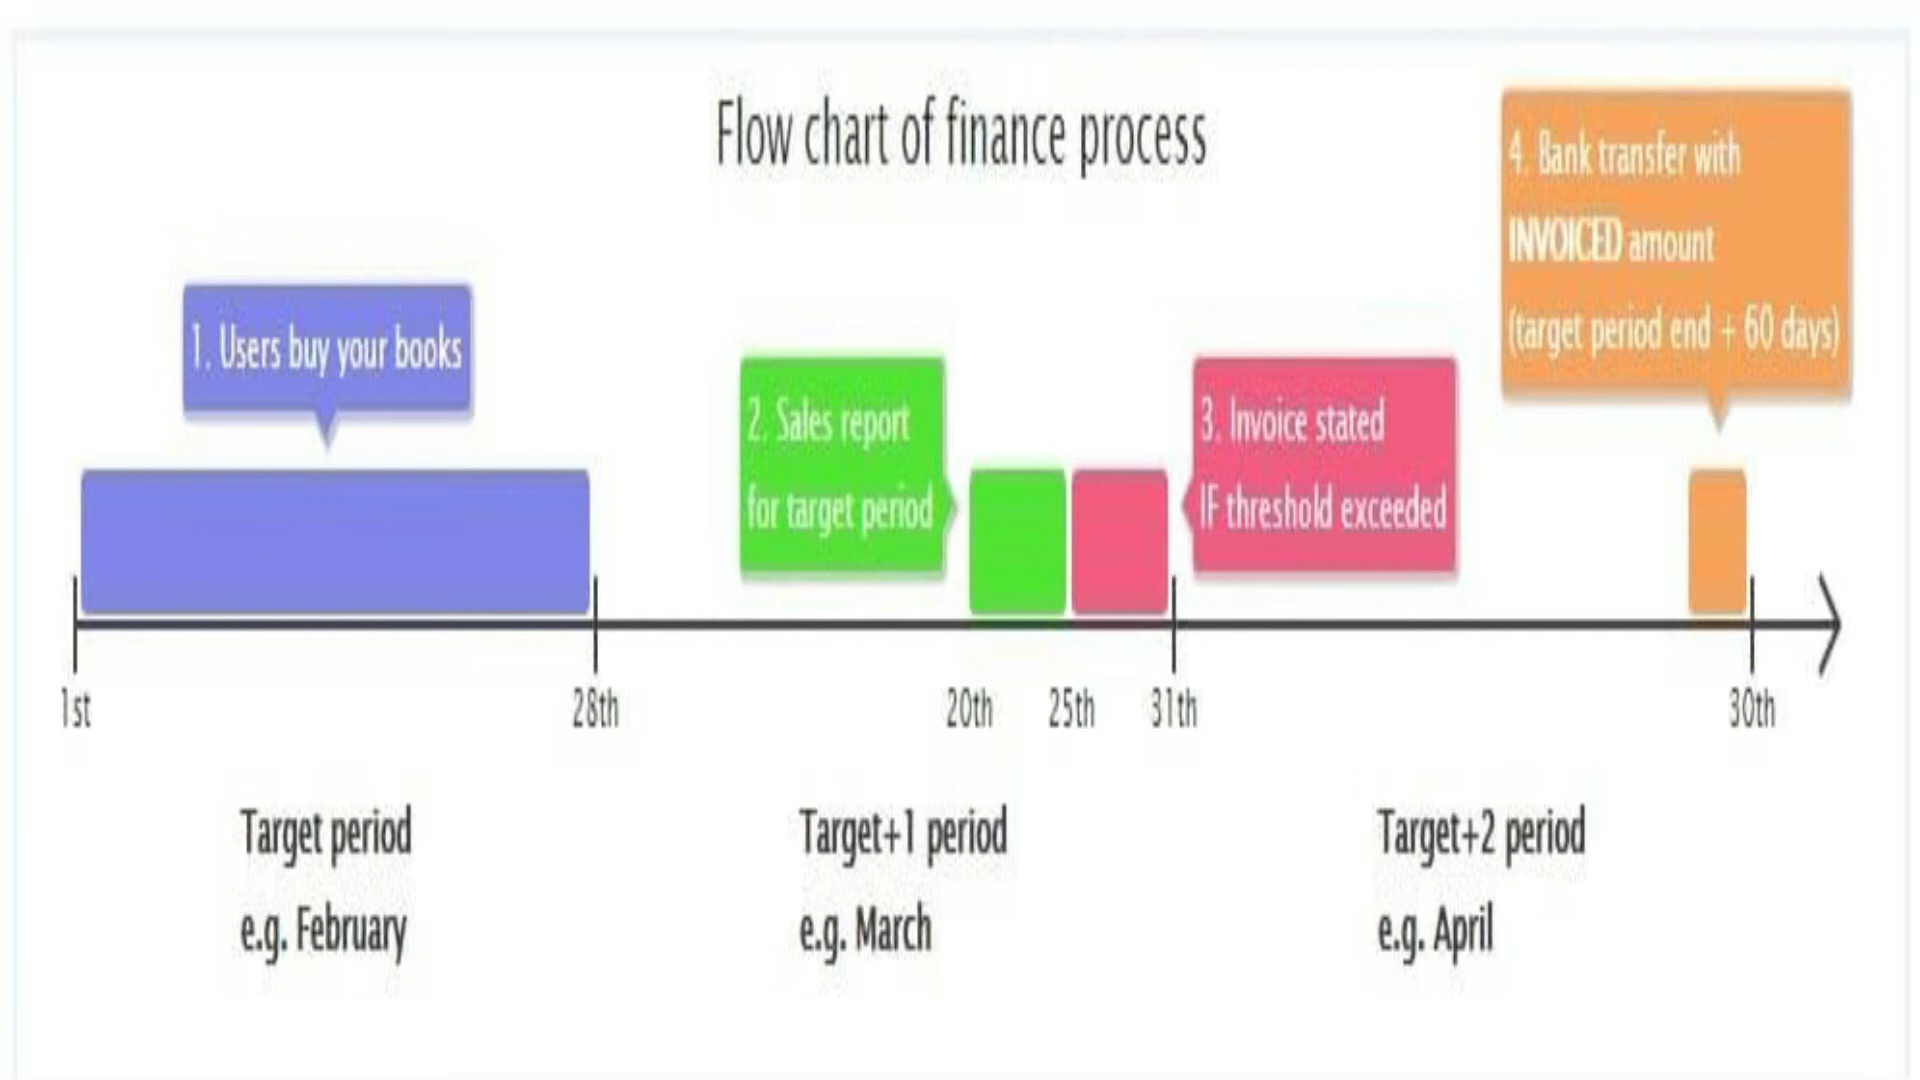 Flow chart of finance process
1. Users buy your books
2. Sales report
for target period
3. Invoice stated
IF threshold exceeded
4. Bank transfer with
INVOICED amount
(target period end + 60 days)
1st
28th
20th
25th
31th
30th
Target period
e.g. February
Target+1 period
e.g. March
Target+2 period
e.g. April